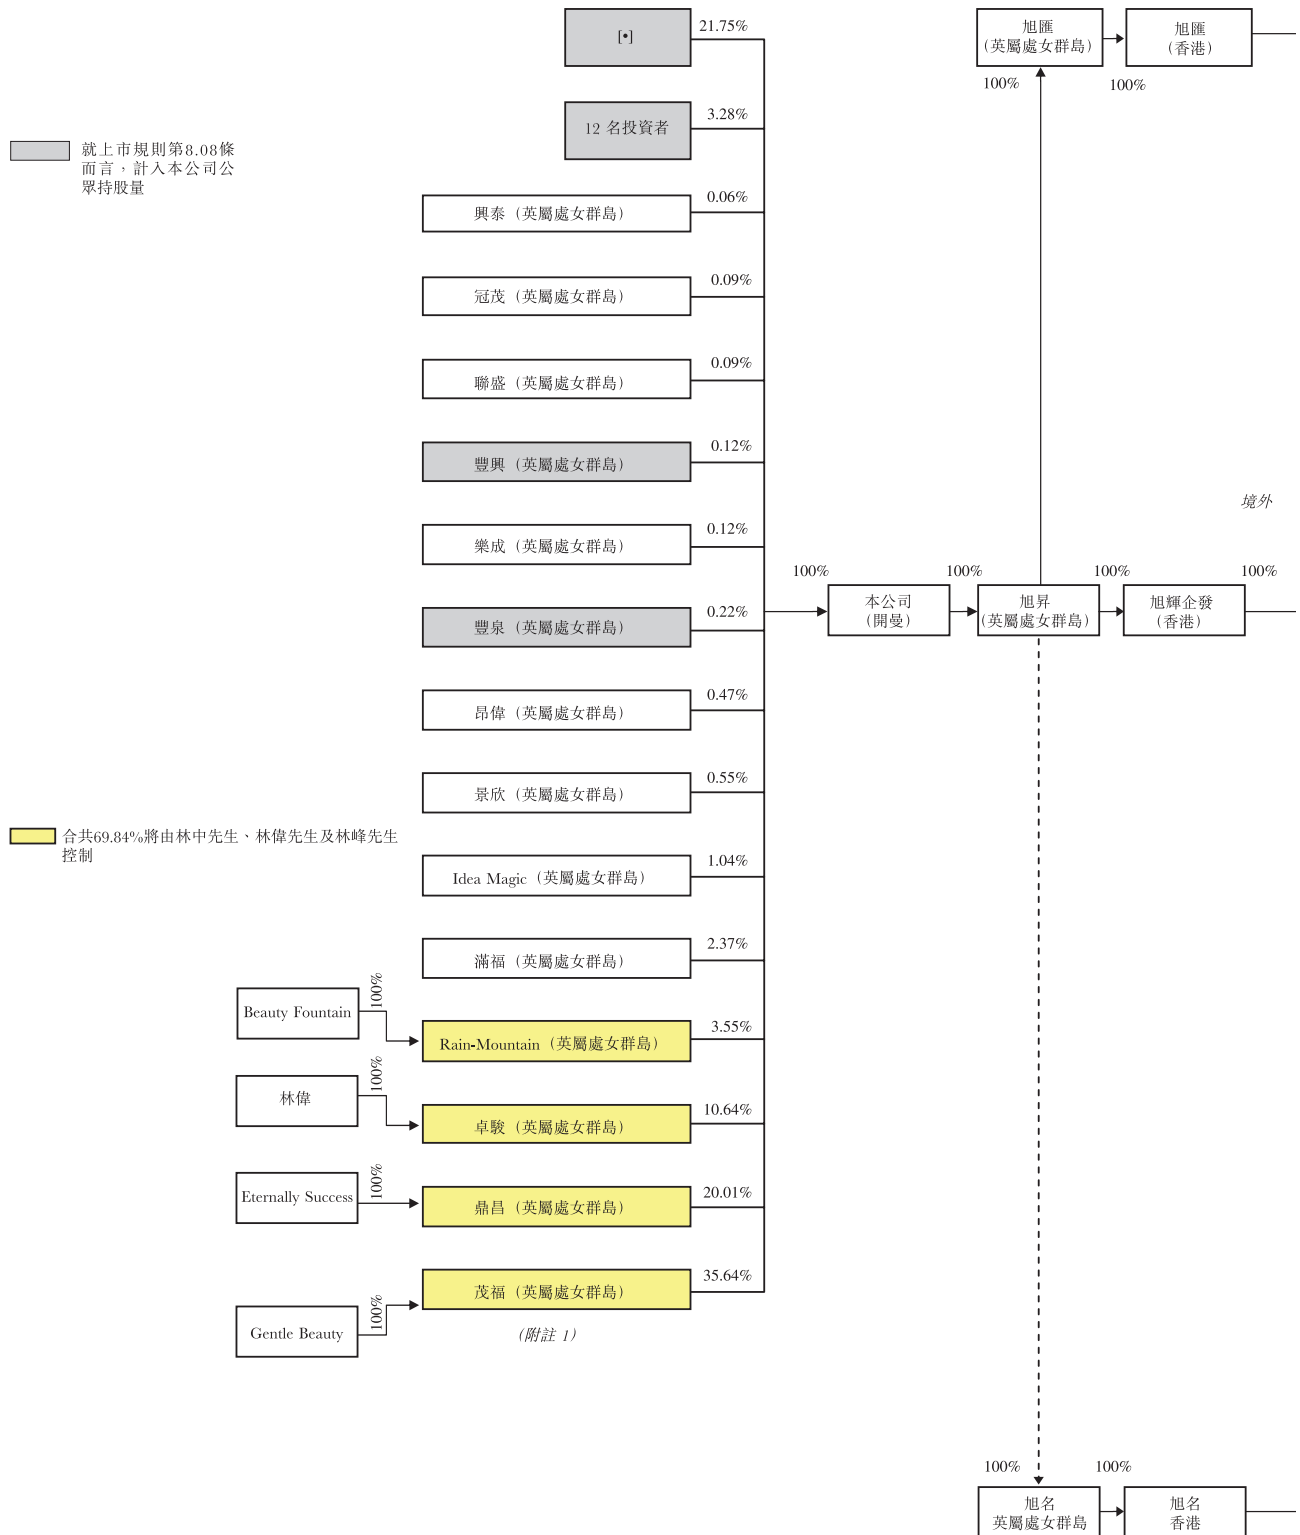 [•]
21.75%
12 名投資者
3.28%
就上市規則第8.08條
而言，計入本公司公
眾持股量
興泰（英屬處女群島）
0.06%
冠茂（英屬處女群島）
0.09%
聯盛（英屬處女群島）
0.09%
豐興（英屬處女群島）
0.12%
樂成（英屬處女群島）
0.12%
豐泉（英屬處女群島）
0.22%
昂偉（英屬處女群島）
0.47%
景欣（英屬處女群島）
0.55%
合共69.84%將由林中先生、林偉先生及林峰先生
控制
Idea Magic（英屬處女群島）
1.04%
滿福（英屬處女群島）
2.37%
Beauty Fountain
100%
Rain-Mountain（英屬處女群島）
3.55%
林偉
100%
卓駿（英屬處女群島）
10.64%
Eternally Success
100%
鼎昌（英屬處女群島）
20.01%
Gentle Beauty
100%
茂福（英屬處女群島）
35.64%
(附註 1)
100%
本公司
(開曼)
100%
旭昇
(英屬處女群島)
100%
旭輝企發
(香港)
100%
境外
旭匯
(英屬處女群島)
100%
旭匯
(香港)
100%
100%
旭名
英屬處女群島
100%
旭名
香港